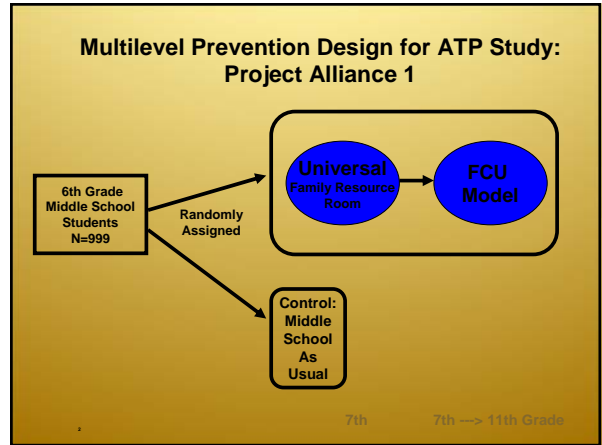 Multilevel Prevention Design for ATP Study:
Project Alliance 1
Universal
Family Resource
Room
FCU
Model
6th Grade
Middle School
Students
N=999
Randomly
Assigned
Control:
Middle
School
As
Usual
7th
7th ---> 11th Grade
2